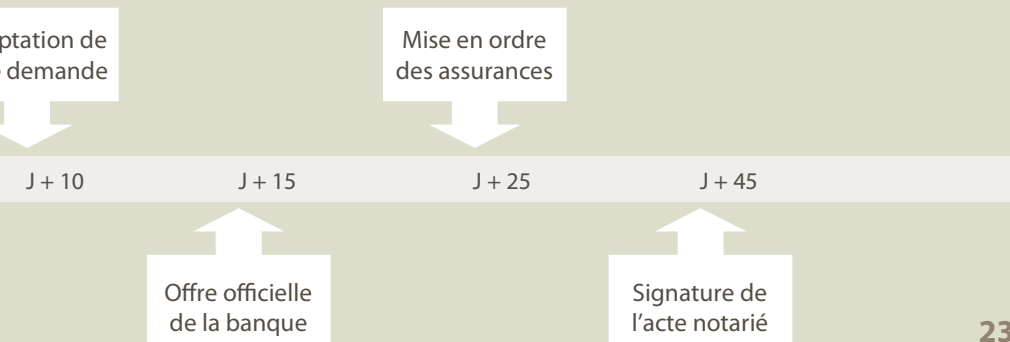 ptation de
demande
Mise en ordre
des assurances
J + 10
J + 15
J + 25
J + 45
Offre officielle
de la banque
Signature de
l'acte notarié
23